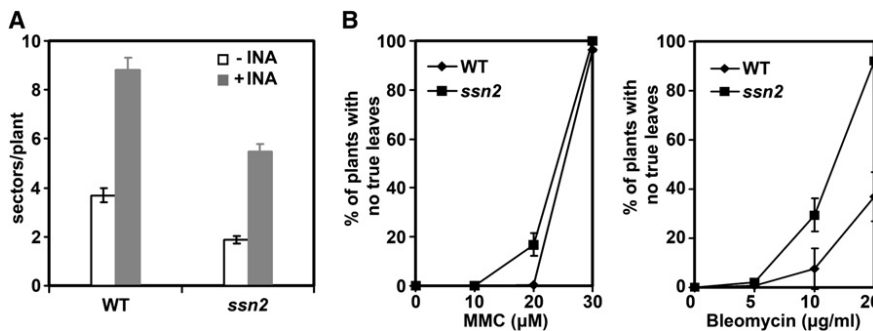 A
10
8
6
4
2
0
sectors/plant
- INA
+ INA
WT
ssn2
B
% of plants with
no true leaves
100
80
60
40
20
0
WT
ssn2
0
10
20
30
MMC (µM)
% of plants with
no true leaves
100
80
60
40
20
0
WT
ssn2
0
5
10
20
Bleomycin (µg/ml)